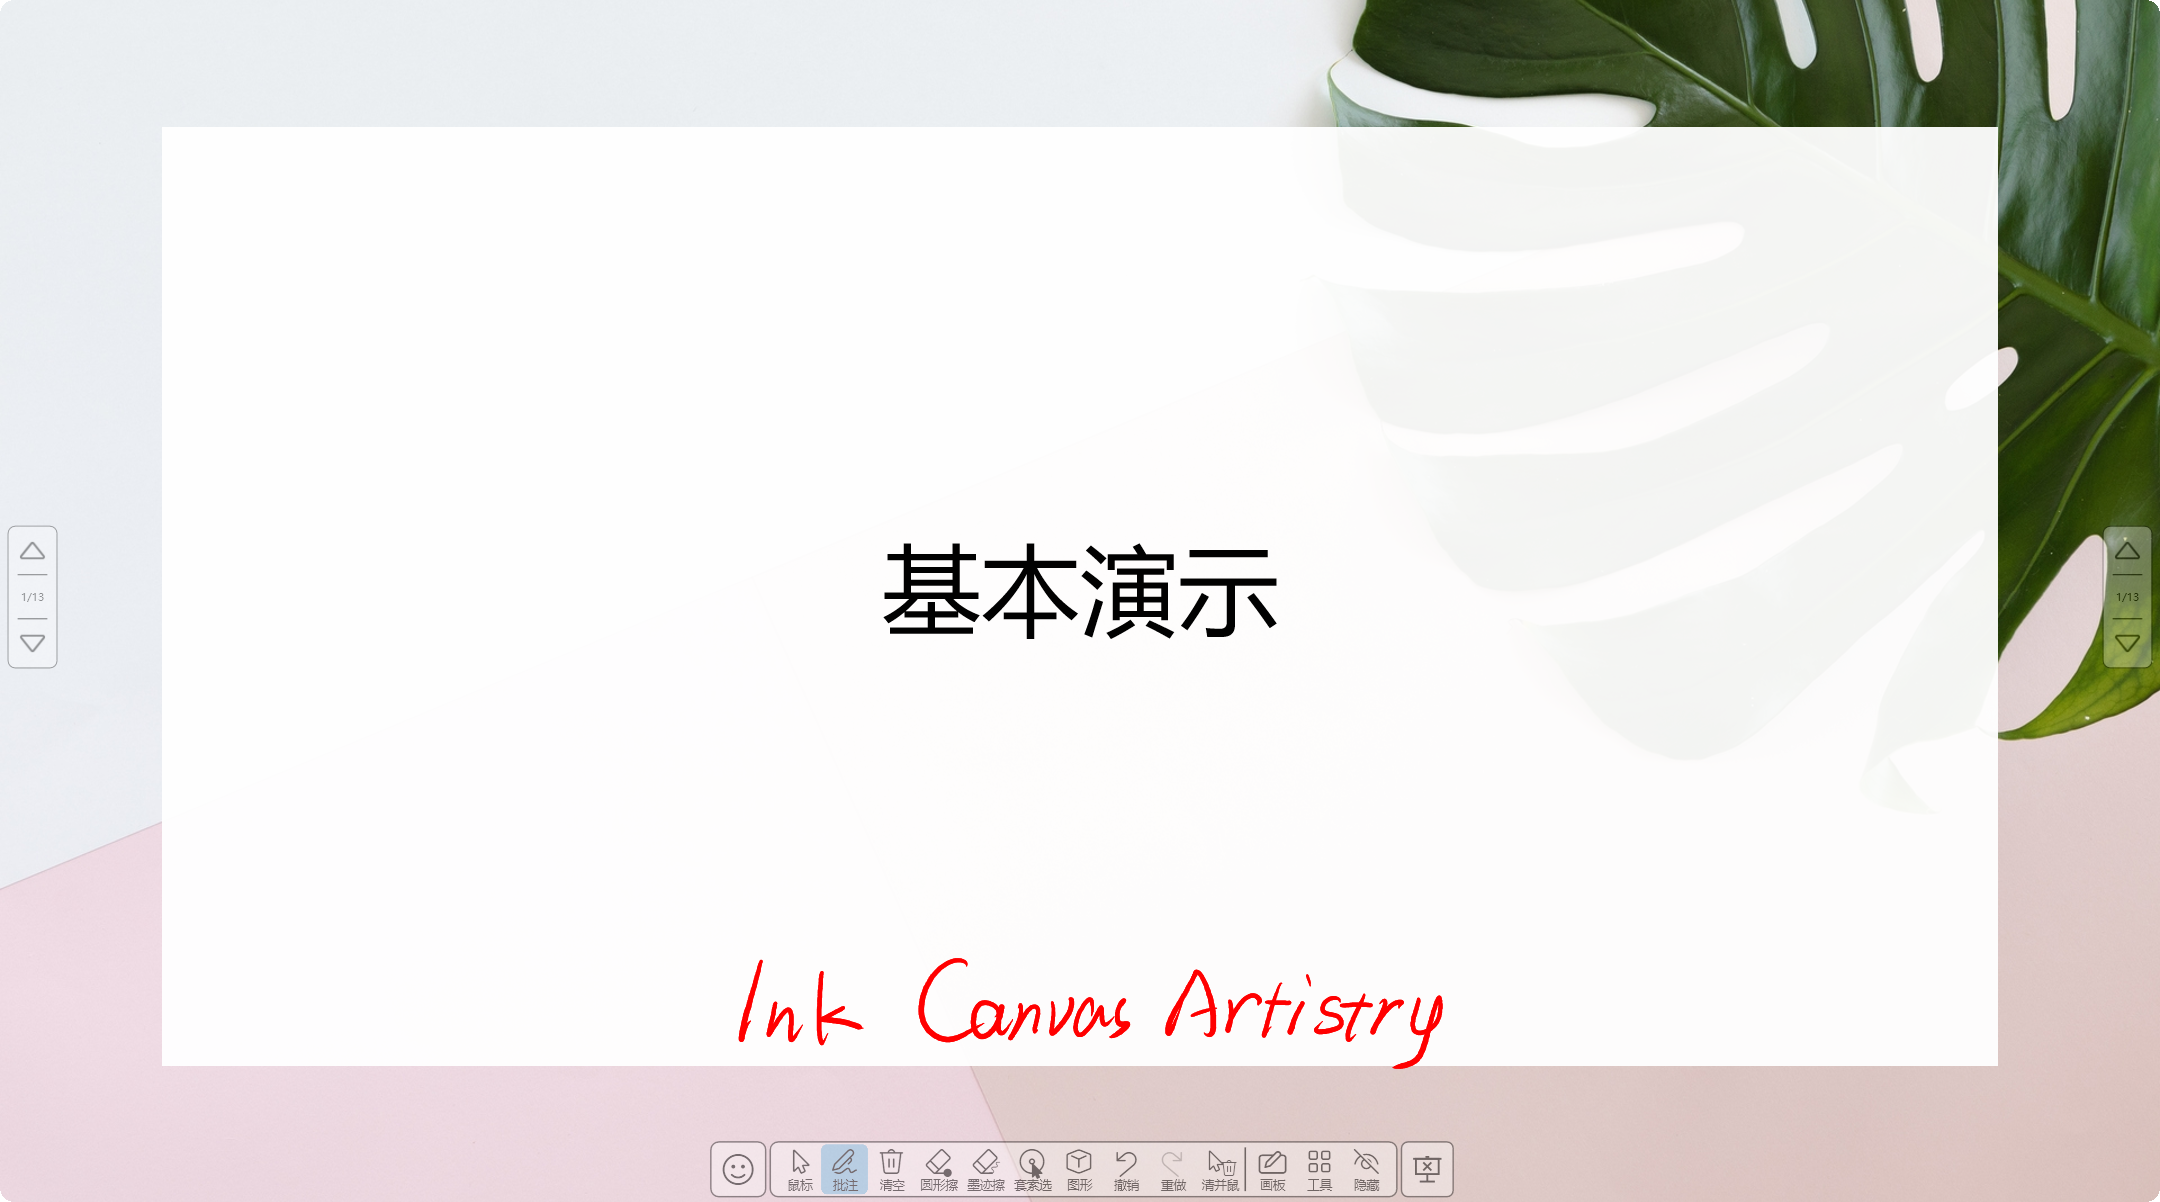 基本演示
1/13
1/13
Ink Canvas Artistry
鼠标 批注 清空 圆形擦 墨迹擦 套索选 图形 撤销 重做 清并鼠 画板 工具 隐藏